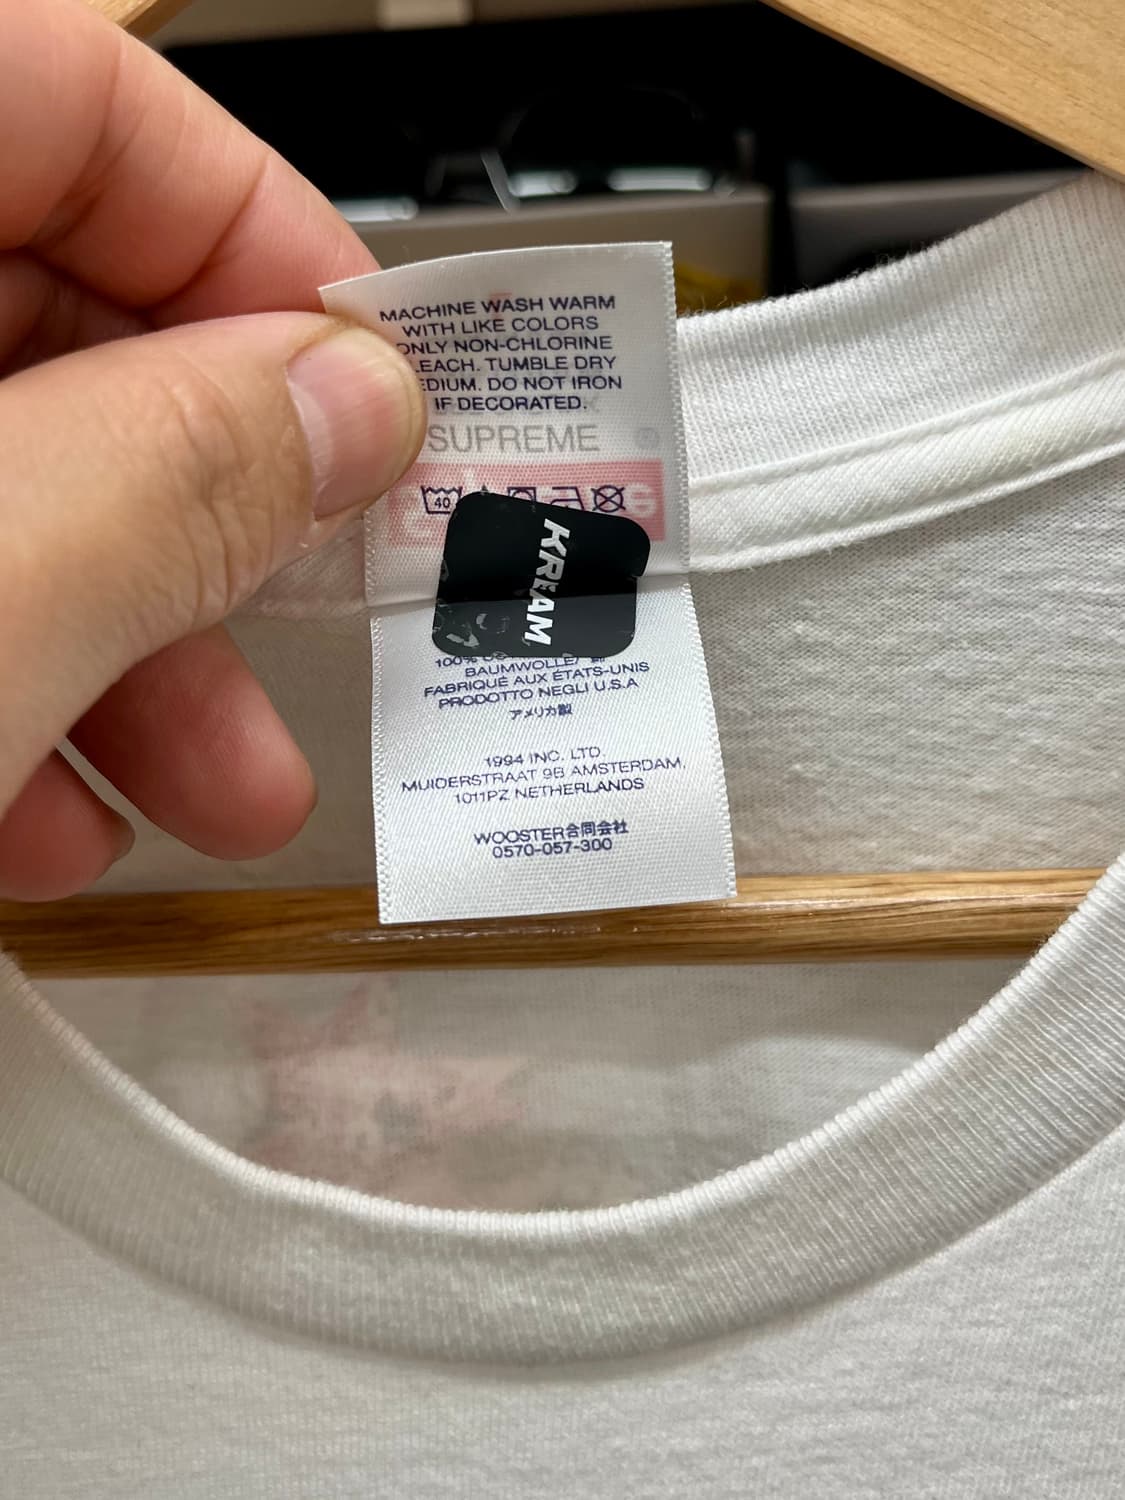 MACHINE WASH WARM
WITH LIKE COLORS
ONLY NON-CHLORINE
LEACH. TUMBLE DRY
EDIUM. DO NOT IRON
IF DECORATED.
SUPREME ®
40
KREAM
100%
BAUMWOLLE/
FABRIQUÉ AUX ÉTATS-UNIS
PRODOTTO NEGLI U.S.A
アメリカ製
1994 INC. LTD.
MUIDERSTRAAT 9B AMSTERDAM,
1011PZ NETHERLANDS
WOOSTER合同会社
0570-057-300